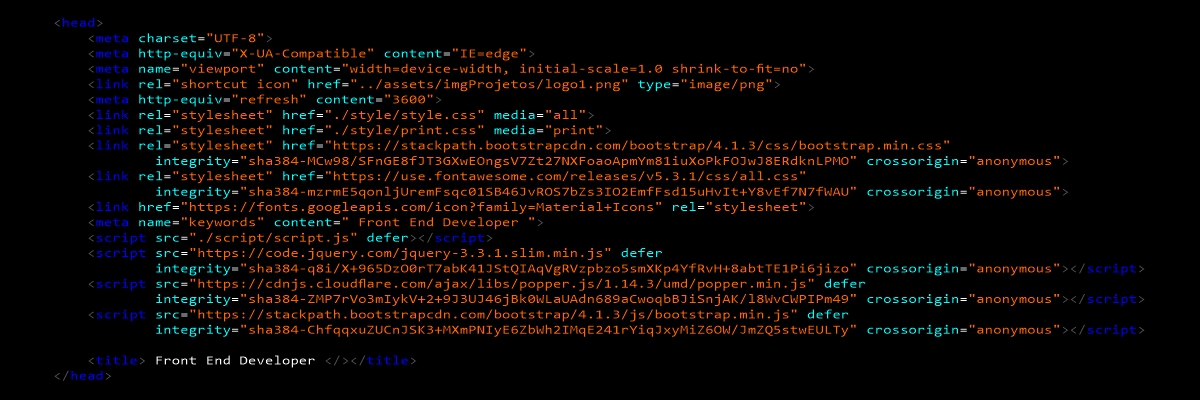 <head>
<meta charset="UTF-8">
<meta http-equiv="X-UA-Compatible" content="IE=edge">
<meta name="viewport" content="width=device-width, initial-scale=1.0 shrink-to-fit=no">
<link rel="shortcut icon" href="../assets/imgProjetos/logo1.png" type="image/png">
<meta http-equiv="refresh" content="3600">
<link rel="stylesheet" href="./style/style.css" media="all">
<link rel="stylesheet" href="./style/print.css" media="print">
<link rel="stylesheet" href="https://stackpath.bootstrapcdn.com/bootstrap/4.1.3/css/bootstrap.min.css"
integrity="sha384-MCw98/SFnGE8fJT3GXwEOngsV7Zt27NXFoaoApmYm81iuXoPkFOJwJ8ERdknLPMO" crossorigin="anonymous">
<link rel="stylesheet" href="https://use.fontawesome.com/releases/v5.3.1/css/all.css"
integrity="sha384-mzrmE5qonljUremFsqc01SB46JvROS7bZs3IO2EmfFsd15uHvIt+Y8vEf7N7fWAU" crossorigin="anonymous">
<link href="https://fonts.googleapis.com/icon?family=Material+Icons" rel="stylesheet">
<meta name="keywords" content=" Front End Developer ">
<script src="./script/script.js" defer></script>
<script src="https://code.jquery.com/jquery-3.3.1.slim.min.js" defer
integrity="sha384-q8i/X+965DzO0rT7abK41JStQIAqVgRVzpbzo5smXKp4YfRvH+8abtTE1Pi6jizo" crossorigin="anonymous"></script>
<script src="https://cdnjs.cloudflare.com/ajax/libs/popper.js/1.14.3/umd/popper.min.js" defer
integrity="sha384-ZMP7rVo3mIykV+2+9J3UJ46jBk0WLaUAdn689aCwoqbBJiSnjAK/l8WvCWPIPm49" crossorigin="anonymous"></script>
<script src="https://stackpath.bootstrapcdn.com/bootstrap/4.1.3/js/bootstrap.min.js" defer
integrity="sha384-ChfqqxuZUCnJSK3+MXmPNIyE6ZbWh2IMqE241rYiqJxyMiZ6OW/JmZQ5stwEULTy" crossorigin="anonymous"></script>
<title> Front End Developer </></title>
</head>